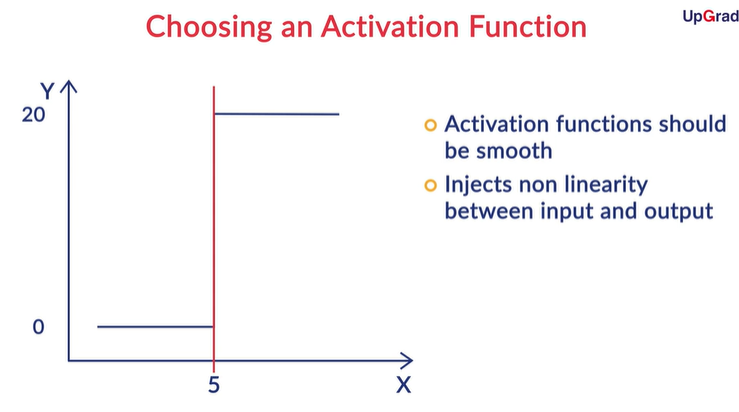 Choosing an Activation Function
UpGrad
Y
20
0
5
X
Activation functions should
be smooth
Injects non linearity
between input and output